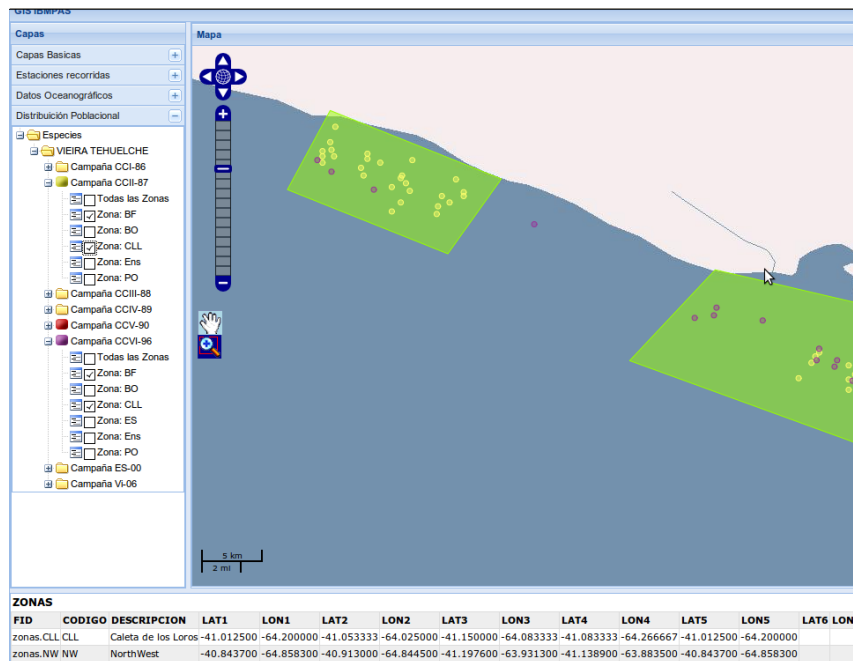 GIS IBMPAS
Capas
Mapa
Capas Basicas
Estaciones recorridas
Datos Oceanográficos
Distribuición Poblacional
Especies
VIEIRA TEHUELCHE
Campaña CCI-86
Campaña CCII-87
Todas las Zonas
Zona: BF
Zona: BO
Zona: CLL
Zona: Ens
Zona: PO
Campaña CCIII-88
Campaña CCIV-89
Campaña CCV-90
Campaña CCVI-96
Todas las Zonas
Zona: BF
Zona: BO
Zona: CLL
Zona: ES
Zona: Ens
Zona: PO
Campaña ES-00
Campaña Vi-06
5 km
2 mi
ZONAS
FID CODIGO DESCRIPCION LAT1 LON1 LAT2 LON2 LAT3 LON3 LAT4 LON4 LAT5 LON5 LAT6 LON
zonas.CLL CLL Caleta de los Loros -41.012500 -64.200000 -41.053333 -64.025000 -41.150000 -64.083333 -41.083333 -64.266667 -41.012500 -64.200000
zonas.NW NW NorthWest -40.843700 -64.858300 -40.913000 -64.844500 -41.197600 -63.931300 -41.138900 -63.883500 -40.843700 -64.858300